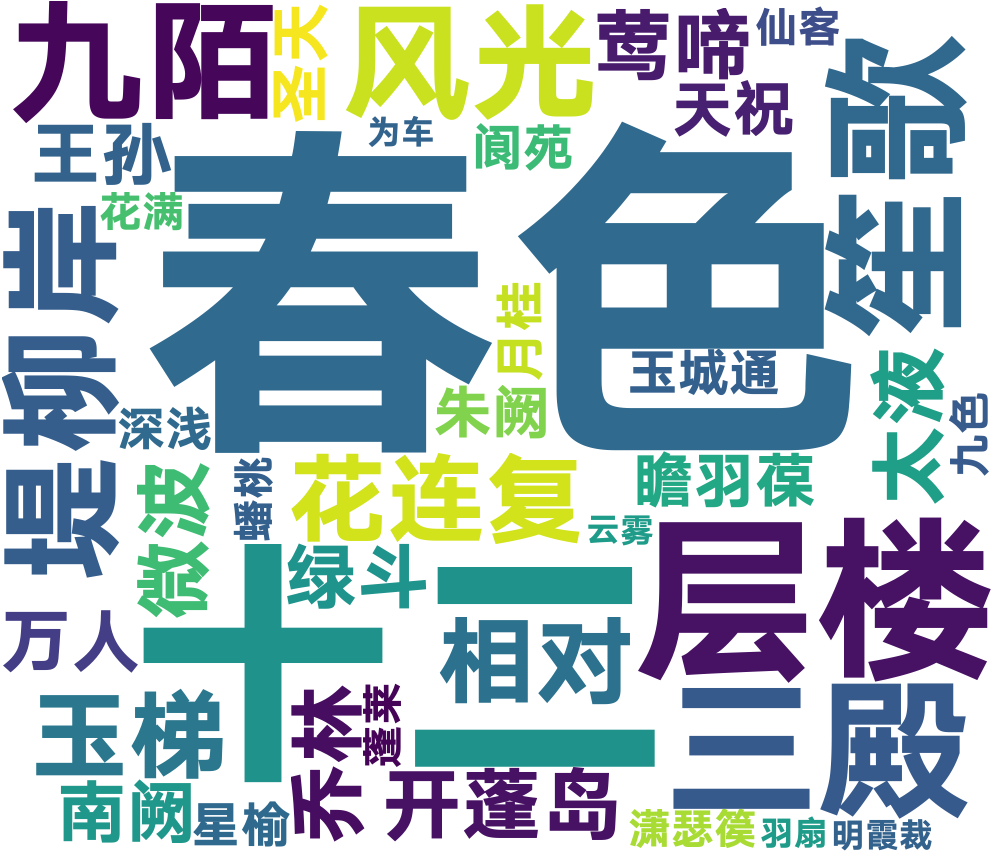 九陌
圣天
风光
莺啼
仙客
天祝
笙歌
王孙
为车
阆苑
花满
春色
堤柳岸
月桂
玉城通
朱阙
深浅
太液
九色
微波
蟠桃
花连复
瞻羽葆
云雾
绿斗
十二
层楼
相对
万人
玉梯
乔林
蓬莱
三殿
南阙
星榆
开蓬岛
潇瑟筷
羽扇
明霞裁